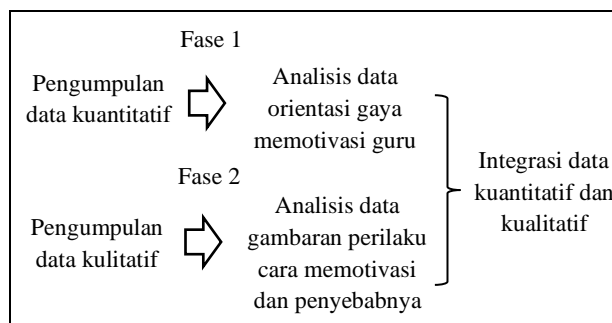 Fase 1
Pengumpulan
data kuantitatif
Analisis data
orientasi gaya
memotivasi guru
Fase 2
Pengumpulan
data kulitatif
Analisis data
gambaran perilaku
cara memotivasi
dan penyebabnya
Integrasi data
kuantitatif dan
kualitatif